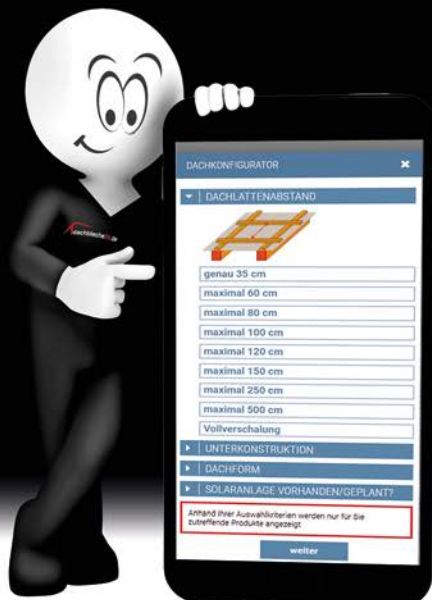 DACHKONFIGURATOR
DACHLATTENABSTAND
genau 35 cm
maximal 60 cm
maximal 80 cm
maximal 100 cm
maximal 120 cm
maximal 150 cm
maximal 250 cm
maximal 500 cm
Vollverschalung
UNTERKONSTRUKTION
DACHFORM
SOLARANLAGE VORHANDEN/GEPLANT?
Anhand Ihrer Auswahlkriterien werden nur für Sie
zutreffende Produkte angezeigt
weiter